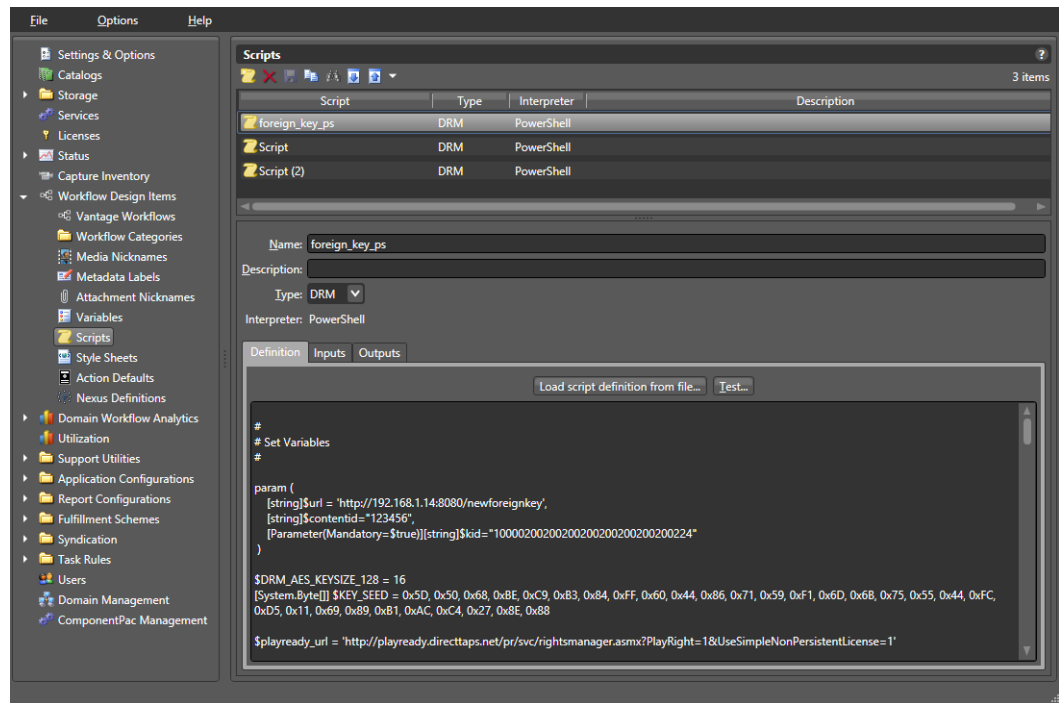 File Options Help
Settings & Options
Catalogs
Storage
Services
Licenses
Status
Capture Inventory
Workflow Design Items
Vantage Workflows
Workflow Categories
Media Nicknames
Metadata Labels
Attachment Nicknames
Variables
Scripts
Style Sheets
Action Defaults
Nexus Definitions
Domain Workflow Analytics
Utilization
Support Utilities
Application Configurations
Report Configurations
Fulfillment Schemes
Syndication
Task Rules
Users
Domain Management
ComponentPac Management
Scripts ?
3 items
Script Type Interpreter Description
foreign_key_ps DRM PowerShell
Script DRM PowerShell
Script (2) DRM PowerShell
Name: foreign_key_ps
Description:
Type: DRM
Interpreter: PowerShell
Definition Inputs Outputs
Load script definition from file... Test...
#
# Set Variables
#
param (
[string]$url = 'http://192.168.1.14:8080/newforeignkey',
[string]$contentid="123456",
[Parameter(Mandatory=$true)][string]$kid="10000200200200200200200200200224"
)
$DRM_AES_KEYSIZE_128 = 16
[System.Byte[]] $KEY_SEED = 0x5D, 0x50, 0x68, 0xBE, 0xC9, 0xB3, 0x84, 0xFF, 0x60, 0x44, 0x86, 0x71, 0x59, 0xF1, 0x6D, 0x6B, 0x75, 0x55, 0x44, 0xFC,
0xD5, 0x11, 0x69, 0x89, 0xB1, 0xAC, 0xC4, 0x27, 0x8E, 0x88
$playready_url = 'http://playready.directtaps.net/pr/svc/rightsmanager.asmx?PlayRight=1&UseSimpleNonPersistentLicense=1'